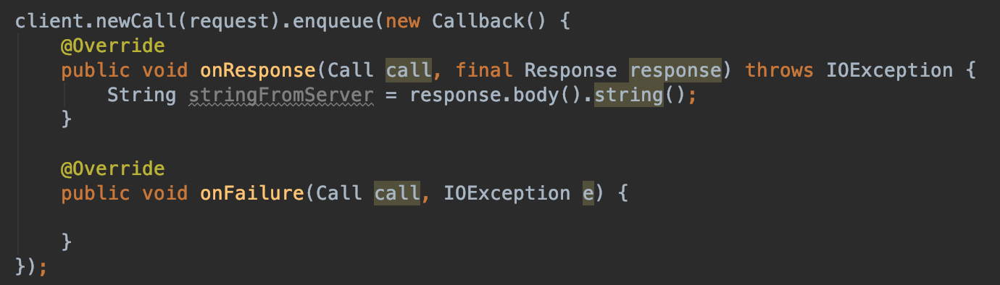 client.newCall(request).enqueue(new Callback() {
    @Override
    public void onResponse(Call call, final Response response) throws IOException {
        String stringFromServer = response.body().string();
    }

    @Override
    public void onFailure(Call call, IOException e) {

    }
});